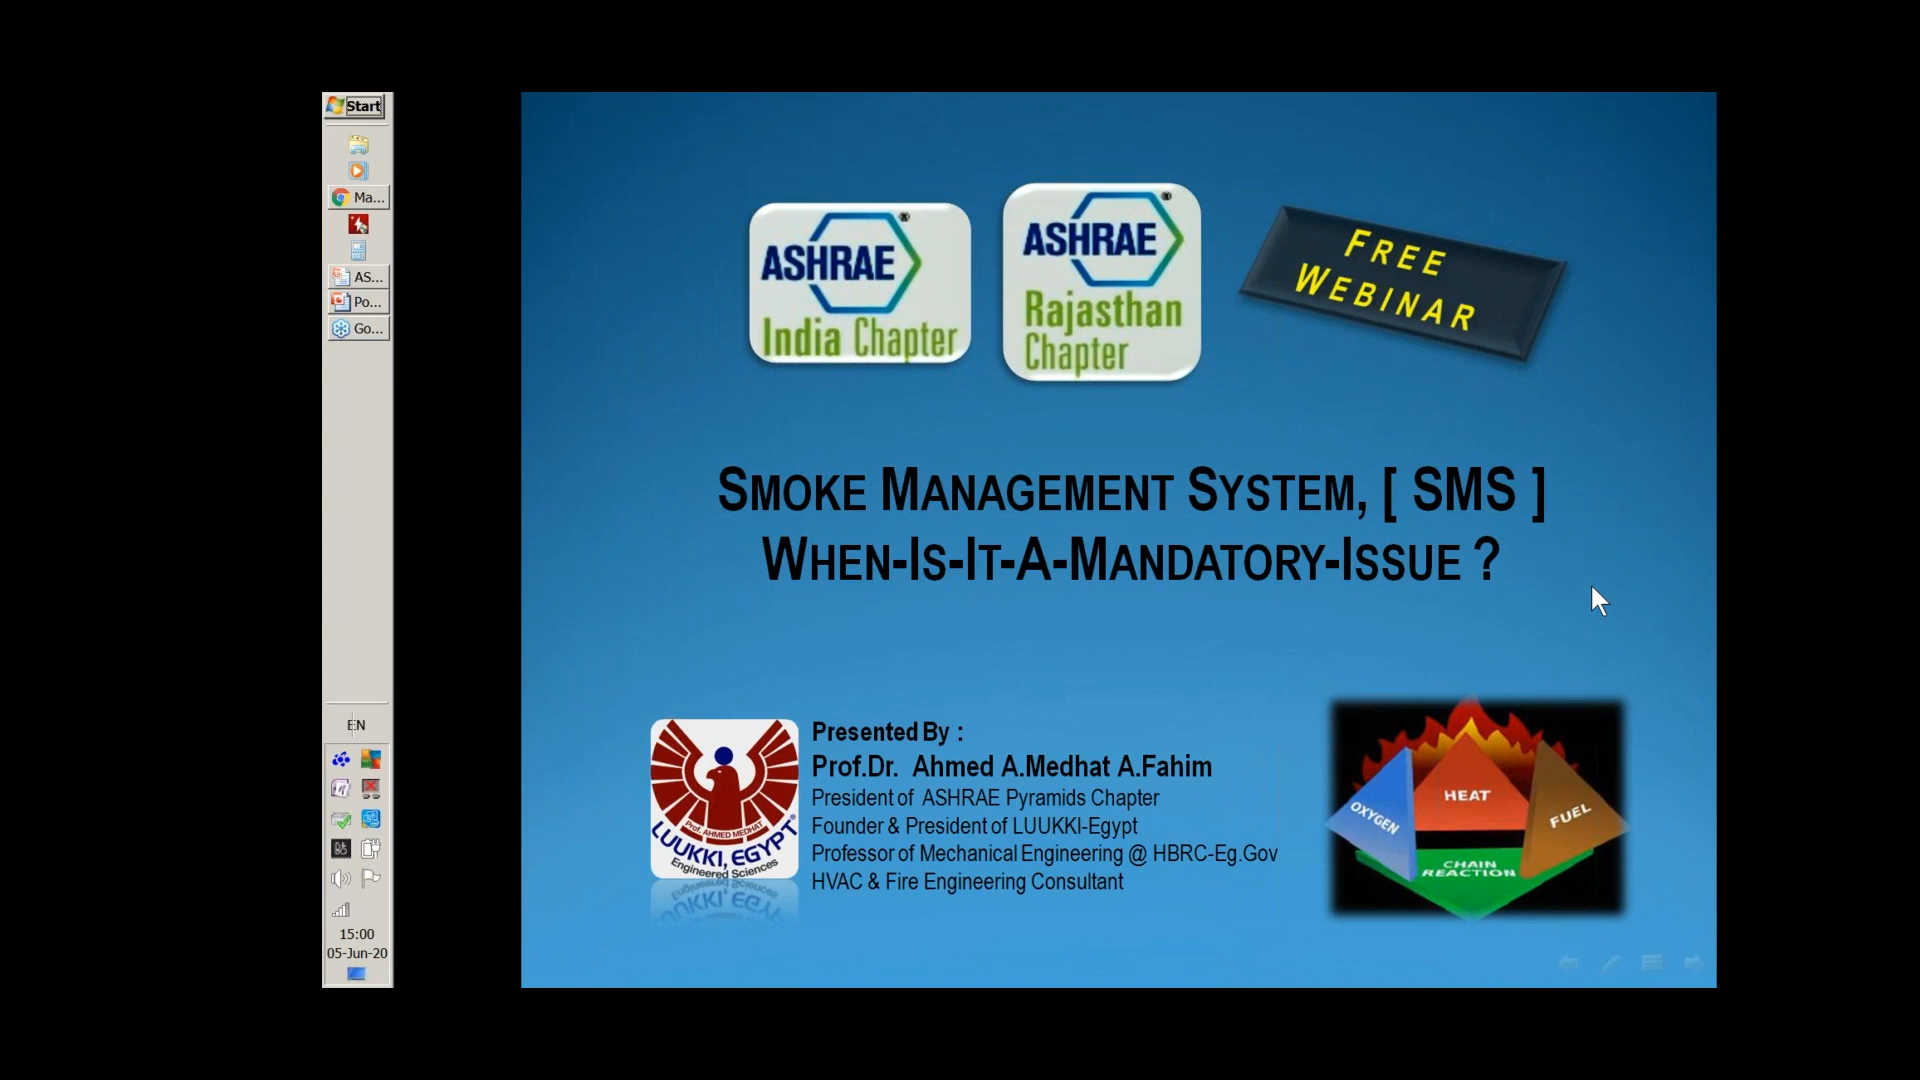 Start
Ma...
AS...
Po...
Go...
EN
15:00
05-Jun-20
ASHRAE ®
India Chapter
ASHRAE ®
Rajasthan
Chapter
FREE
WEBINAR
SMOKE MANAGEMENT SYSTEM, [ SMS ]
WHEN-IS-IT-A-MANDATORY-ISSUE ?
Prof. AHMED MEDHAT
LUUKKI, EGYPT
Engineered Sciences
Presented By :
Prof.Dr. Ahmed A.Medhat A.Fahim
President of ASHRAE Pyramids Chapter
Founder & President of LUUKKI-Egypt
Professor of Mechanical Engineering @ HBRC-Eg.Gov
HVAC & Fire Engineering Consultant
OXYGEN
HEAT
FUEL
CHAIN
REACTION